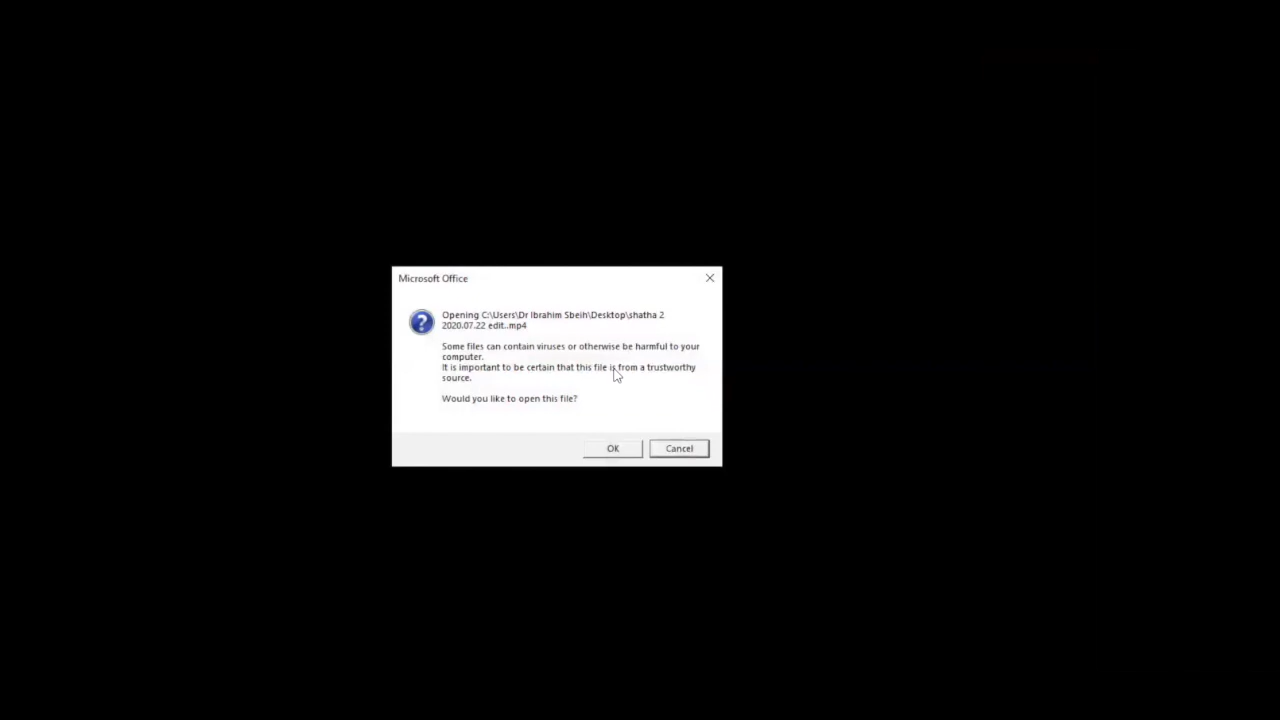 Microsoft Office
Opening C:\Users\Dr Ibrahim Sbeih\Desktop\shatha 2
2020.07.22 edit..mp4
Some files can contain viruses or otherwise be harmful to your
computer.
It is important to be certain that this file is from a trustworthy
source.
Would you like to open this file?
OK
Cancel